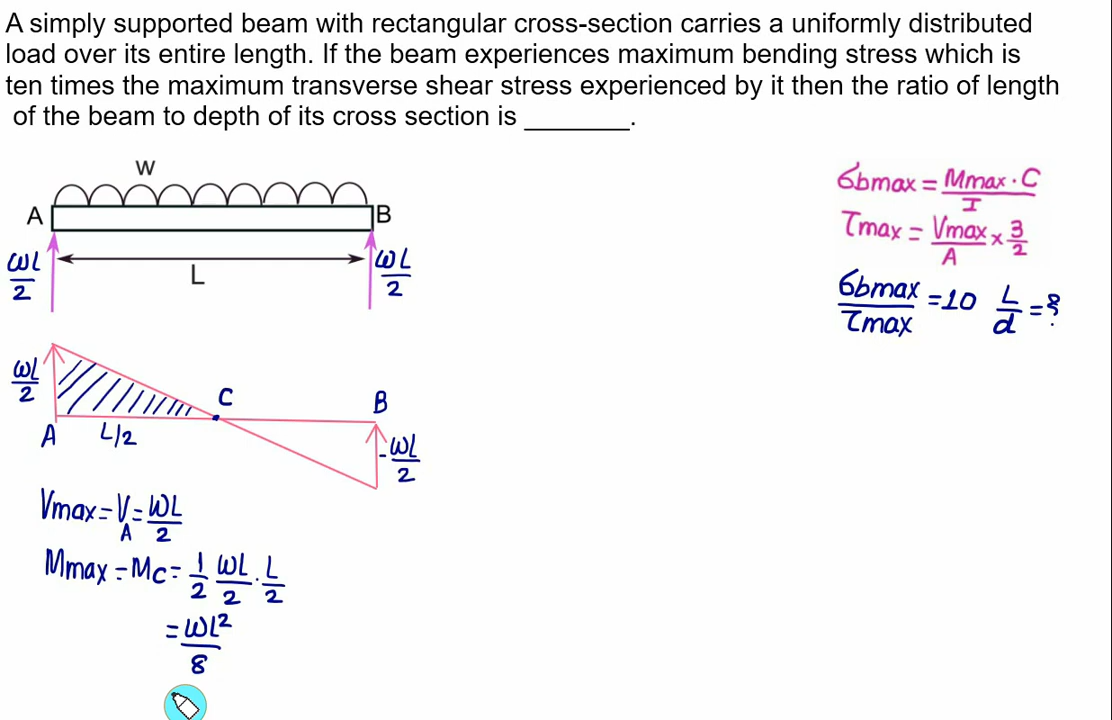 A simply supported beam with rectangular cross-section carries a uniformly distributed
load over its entire length. If the beam experiences maximum bending stress which is
ten times the maximum transverse shear stress experienced by it then the ratio of length
of the beam to depth of its cross section is ________.
w
A
B
ωL/2
L
ωL/2
ωL/2
A
L/2
C
B
-ωL/2
Vmax = V_A = ωL/2
Mmax = Mc = 1/2 ωL/2 · L/2
= ωL²/8
σbmax = Mmax · C / I
τmax = Vmax/A × 3/2
σbmax/τmax = 10 L/d = ?